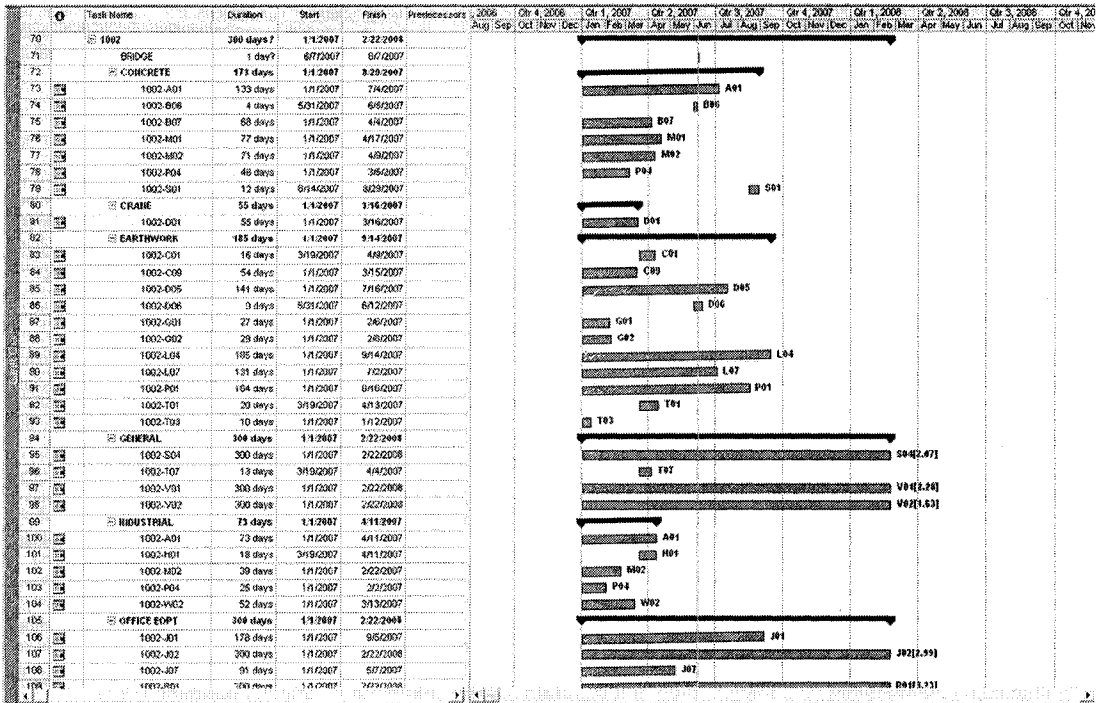 Task Name Duration Start Finish Predecessors , 2006 Qtr 4, 2006 Qtr 1, 2007 Qtr 2, 2007 Qtr 3, 2007 Qtr 4, 2007 Qtr 1, 2008 Qtr 2, 2008 Qtr 3, 2008 Qtr 4, 20
Aug Sep Oct Nov Dec Jan Feb Mar Apr May Jun Jul Aug Sep Oct Nov Dec Jan Feb Mar Apr May Jun Jul Aug Sep Oct Nov
70 1002 300 days? 1/1/2007 2/22/2008
71 BRIDGE 1 day? 6/7/2007 6/7/2007
72 CONCRETE 173 days 1/1/2007 8/29/2007
73 1002-A01 133 days 1/1/2007 7/4/2007 A01
74 1002-B06 4 days 5/31/2007 6/6/2007 B06
75 1002-B07 68 days 1/1/2007 4/4/2007 B07
76 1002-M01 77 days 1/1/2007 4/17/2007 M01
77 1002-M02 71 days 1/1/2007 4/9/2007 M02
78 1002-P04 46 days 1/1/2007 3/5/2007 P04
79 1002-S01 12 days 8/14/2007 8/29/2007 S01
80 CRANE 55 days 1/1/2007 3/16/2007
81 1002-D01 55 days 1/1/2007 3/16/2007 D01
82 EARTHWORK 185 days 1/1/2007 9/14/2007
83 1002-C01 16 days 3/19/2007 4/9/2007 C01
84 1002-C09 54 days 1/1/2007 3/15/2007 C09
85 1002-D05 141 days 1/1/2007 7/16/2007 D05
86 1002-D06 9 days 5/31/2007 6/12/2007 D06
87 1002-G01 27 days 1/1/2007 2/6/2007 G01
88 1002-G02 29 days 1/1/2007 2/8/2007 G02
89 1002-L04 185 days 1/1/2007 9/14/2007 L04
90 1002-L07 131 days 1/1/2007 7/2/2007 L07
91 1002-P01 164 days 1/1/2007 8/16/2007 P01
92 1002-T01 20 days 3/19/2007 4/13/2007 T01
93 1002-T03 10 days 1/1/2007 1/12/2007 T03
94 GENERAL 300 days 1/1/2007 2/22/2008
95 1002-S04 300 days 1/1/2007 2/22/2008 S04[2.07]
96 1002-T07 13 days 3/19/2007 4/4/2007 T07
97 1002-V01 300 days 1/1/2007 2/22/2008 V01[2.28]
98 1002-V02 300 days 1/1/2007 2/22/2008 V02[1.63]
99 INDUSTRIAL 73 days 1/1/2007 4/11/2007
100 1002-A01 73 days 1/1/2007 4/11/2007 A01
101 1002-H01 18 days 3/19/2007 4/11/2007 H01
102 1002-M02 39 days 1/1/2007 2/22/2007 M02
103 1002-P04 25 days 1/1/2007 2/2/2007 P04
104 1002-W02 52 days 1/1/2007 3/13/2007 W02
105 OFFICE EQPT 300 days 1/1/2007 2/22/2008
106 1002-J01 178 days 1/1/2007 9/5/2007 J01
107 1002-J02 300 days 1/1/2007 2/22/2008 J02[2.99]
108 1002-J07 91 days 1/1/2007 5/7/2007 J07
109 300 days 1/1/2007 2/22/2008